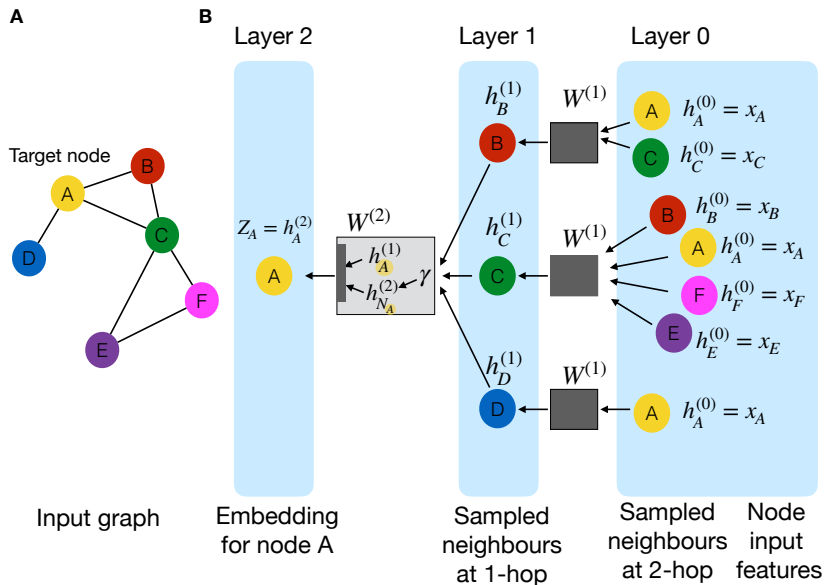 A
Target node
A
B
C
D
F
E
Input graph
B
Layer 2
Layer 1
Layer 0
Z_A = h_A^{(2)}
A
W^{(2)}
h_A^{(1)}
h_{N_A}^{(2)}
γ
h_B^{(1)}
B
h_C^{(1)}
C
h_D^{(1)}
D
W^{(1)}
W^{(1)}
W^{(1)}
A h_A^{(0)} = x_A
C h_C^{(0)} = x_C
B h_B^{(0)} = x_B
A h_A^{(0)} = x_A
F h_F^{(0)} = x_F
E h_E^{(0)} = x_E
A h_A^{(0)} = x_A
Embedding
for node A
Sampled
neighbours
at 1-hop
Sampled
neighbours
at 2-hop
Node
input
features